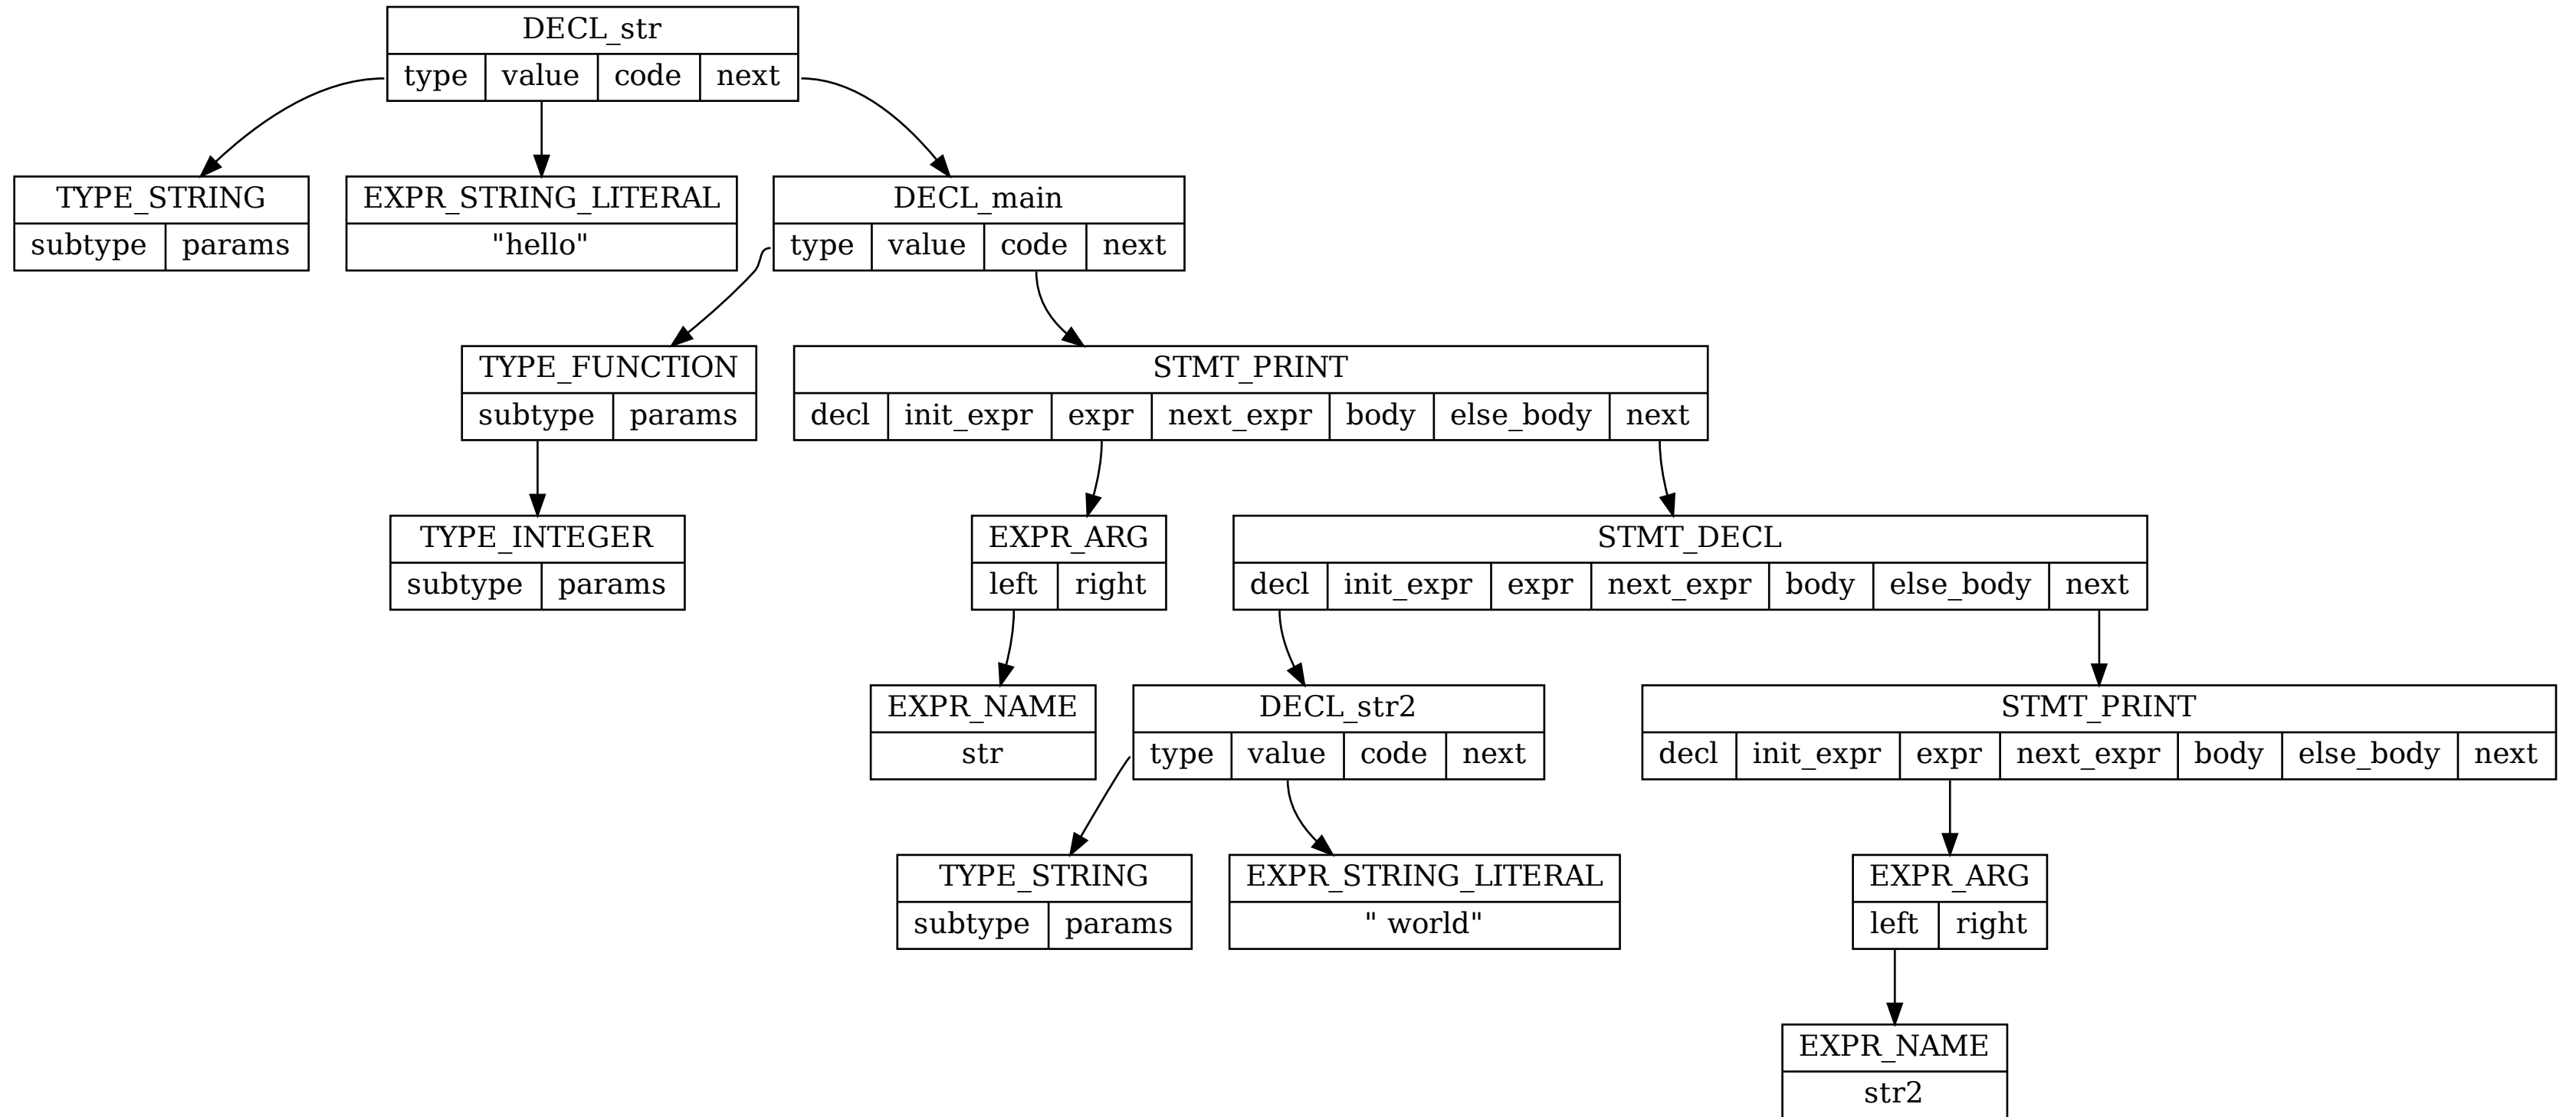 DECL_str
type value code next
TYPE_STRING
subtype params
EXPR_STRING_LITERAL
"hello"
DECL_main
type value code next
TYPE_FUNCTION
subtype params
STMT_PRINT
decl init_expr expr next_expr body else_body next
TYPE_INTEGER
subtype params
EXPR_ARG
left right
STMT_DECL
decl init_expr expr next_expr body else_body next
EXPR_NAME
str
DECL_str2
type value code next
STMT_PRINT
decl init_expr expr next_expr body else_body next
TYPE_STRING
subtype params
EXPR_STRING_LITERAL
" world"
EXPR_ARG
left right
EXPR_NAME
str2